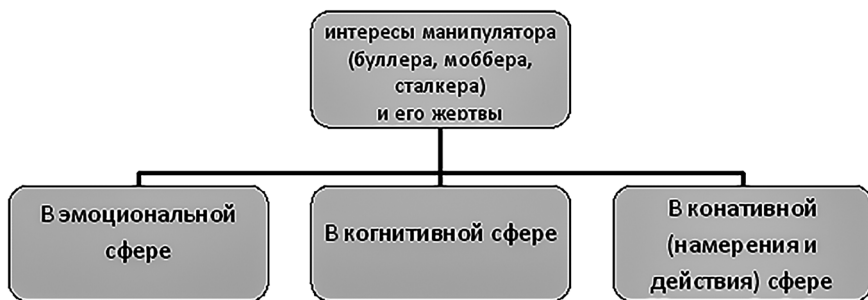 интересы манипулятора
(буллера, моббера,
сталкера)
и его жертвы
В эмоциональной
сфере
В когнитивной сфере
В конативной
(намерения и
действия) сфере